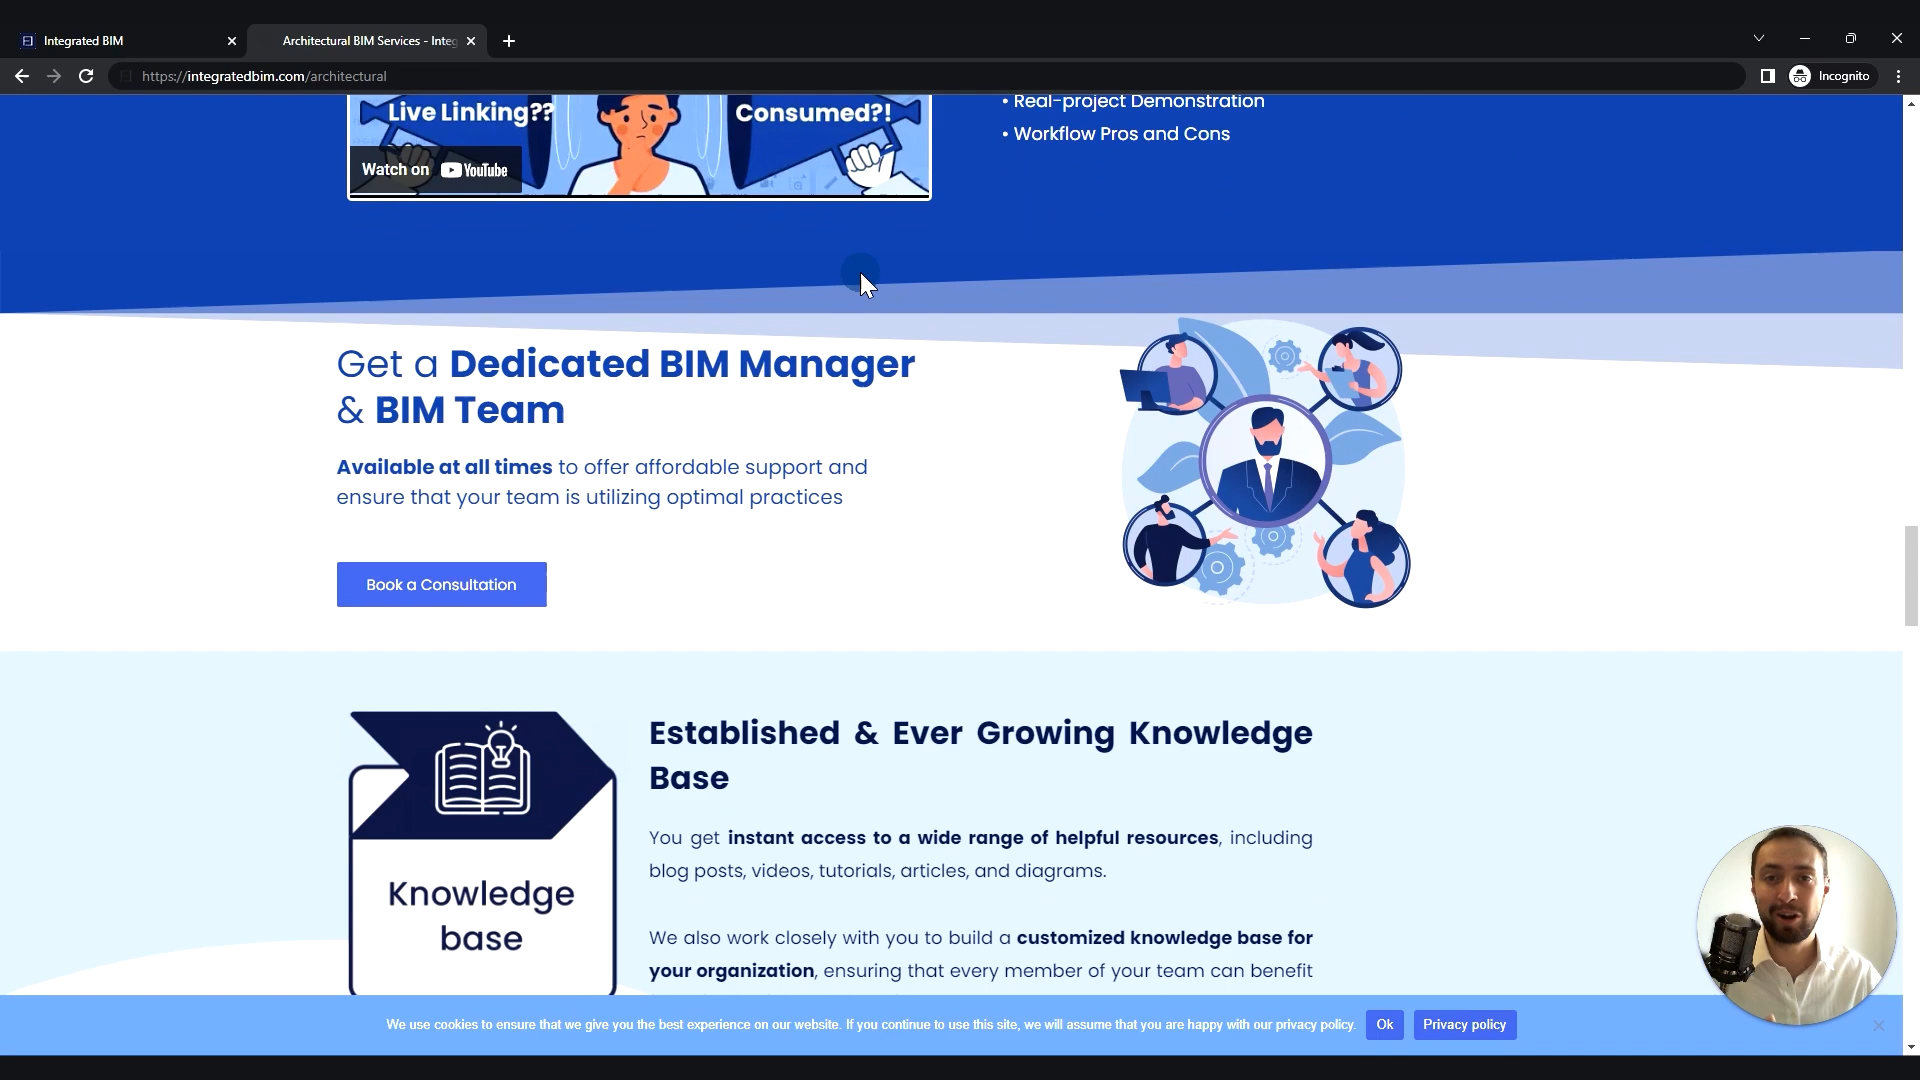 Integrated BIM
Architectural BIM Services - Integ
Incognito
https://integratedbim.com/architectural
Live Linking??
Consumed?!
Watch on YouTube
• Real-project Demonstration
• Workflow Pros and Cons
Get a Dedicated BIM Manager
& BIM Team
Available at all times to offer affordable support and
ensure that your team is utilizing optimal practices
Book a Consultation
Knowledge
base
Established & Ever Growing Knowledge
Base
You get instant access to a wide range of helpful resources, including
blog posts, videos, tutorials, articles, and diagrams.
We also work closely with you to build a customized knowledge base for
your organization, ensuring that every member of your team can benefit
We use cookies to ensure that we give you the best experience on our website. If you continue to use this site, we will assume that you are happy with our privacy policy.
Ok
Privacy policy